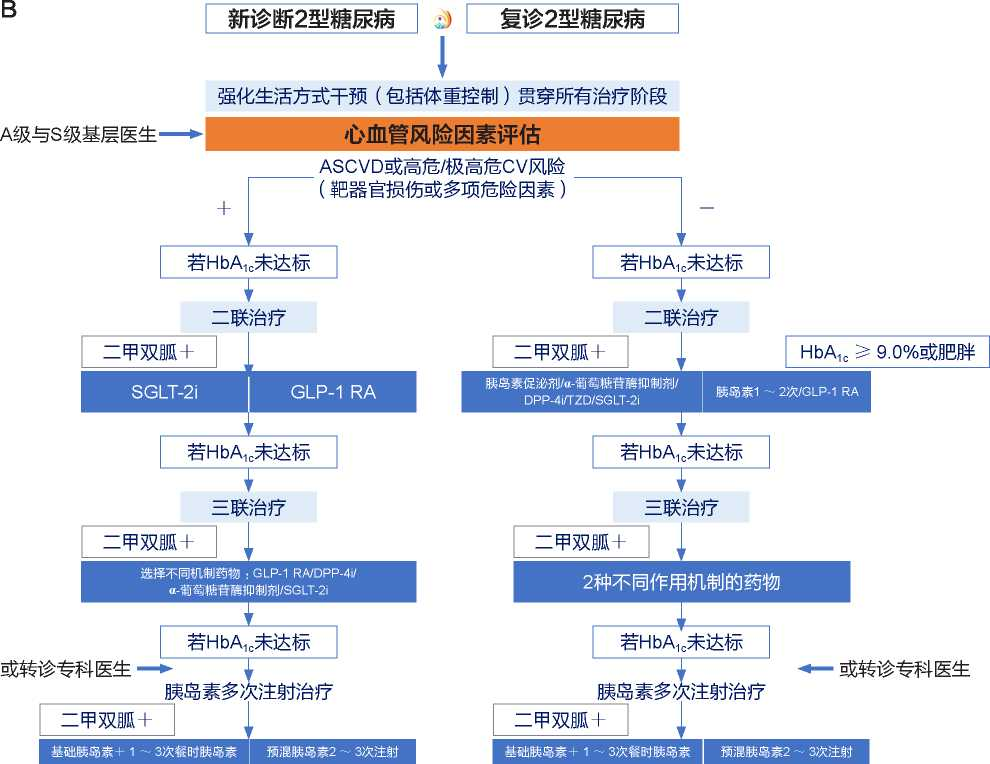 B
新诊断2型糖尿病
复诊2型糖尿病
强化生活方式干预（包括体重控制）贯穿所有治疗阶段
A级与S级基层医生
心血管风险因素评估
ASCVD或高危/极高危CV风险
（靶器官损伤或多项危险因素）
＋
－
若HbA1c未达标
若HbA1c未达标
二联治疗
二联治疗
二甲双胍＋
二甲双胍＋
HbA1c ≥ 9.0%或肥胖
SGLT-2i
GLP-1 RA
胰岛素促泌剂/α-葡萄糖苷酶抑制剂/
DPP-4i/TZD/SGLT-2i
胰岛素1～2次/GLP-1 RA
若HbA1c未达标
若HbA1c未达标
三联治疗
三联治疗
二甲双胍＋
二甲双胍＋
选择不同机制药物：GLP-1 RA/DPP-4i/
α-葡萄糖苷酶抑制剂/SGLT-2i
2种不同作用机制的药物
若HbA1c未达标
若HbA1c未达标
或转诊专科医生
或转诊专科医生
胰岛素多次注射治疗
胰岛素多次注射治疗
二甲双胍＋
二甲双胍＋
基础胰岛素＋1～3次餐时胰岛素
预混胰岛素2～3次注射
基础胰岛素＋1～3次餐时胰岛素
预混胰岛素2～3次注射